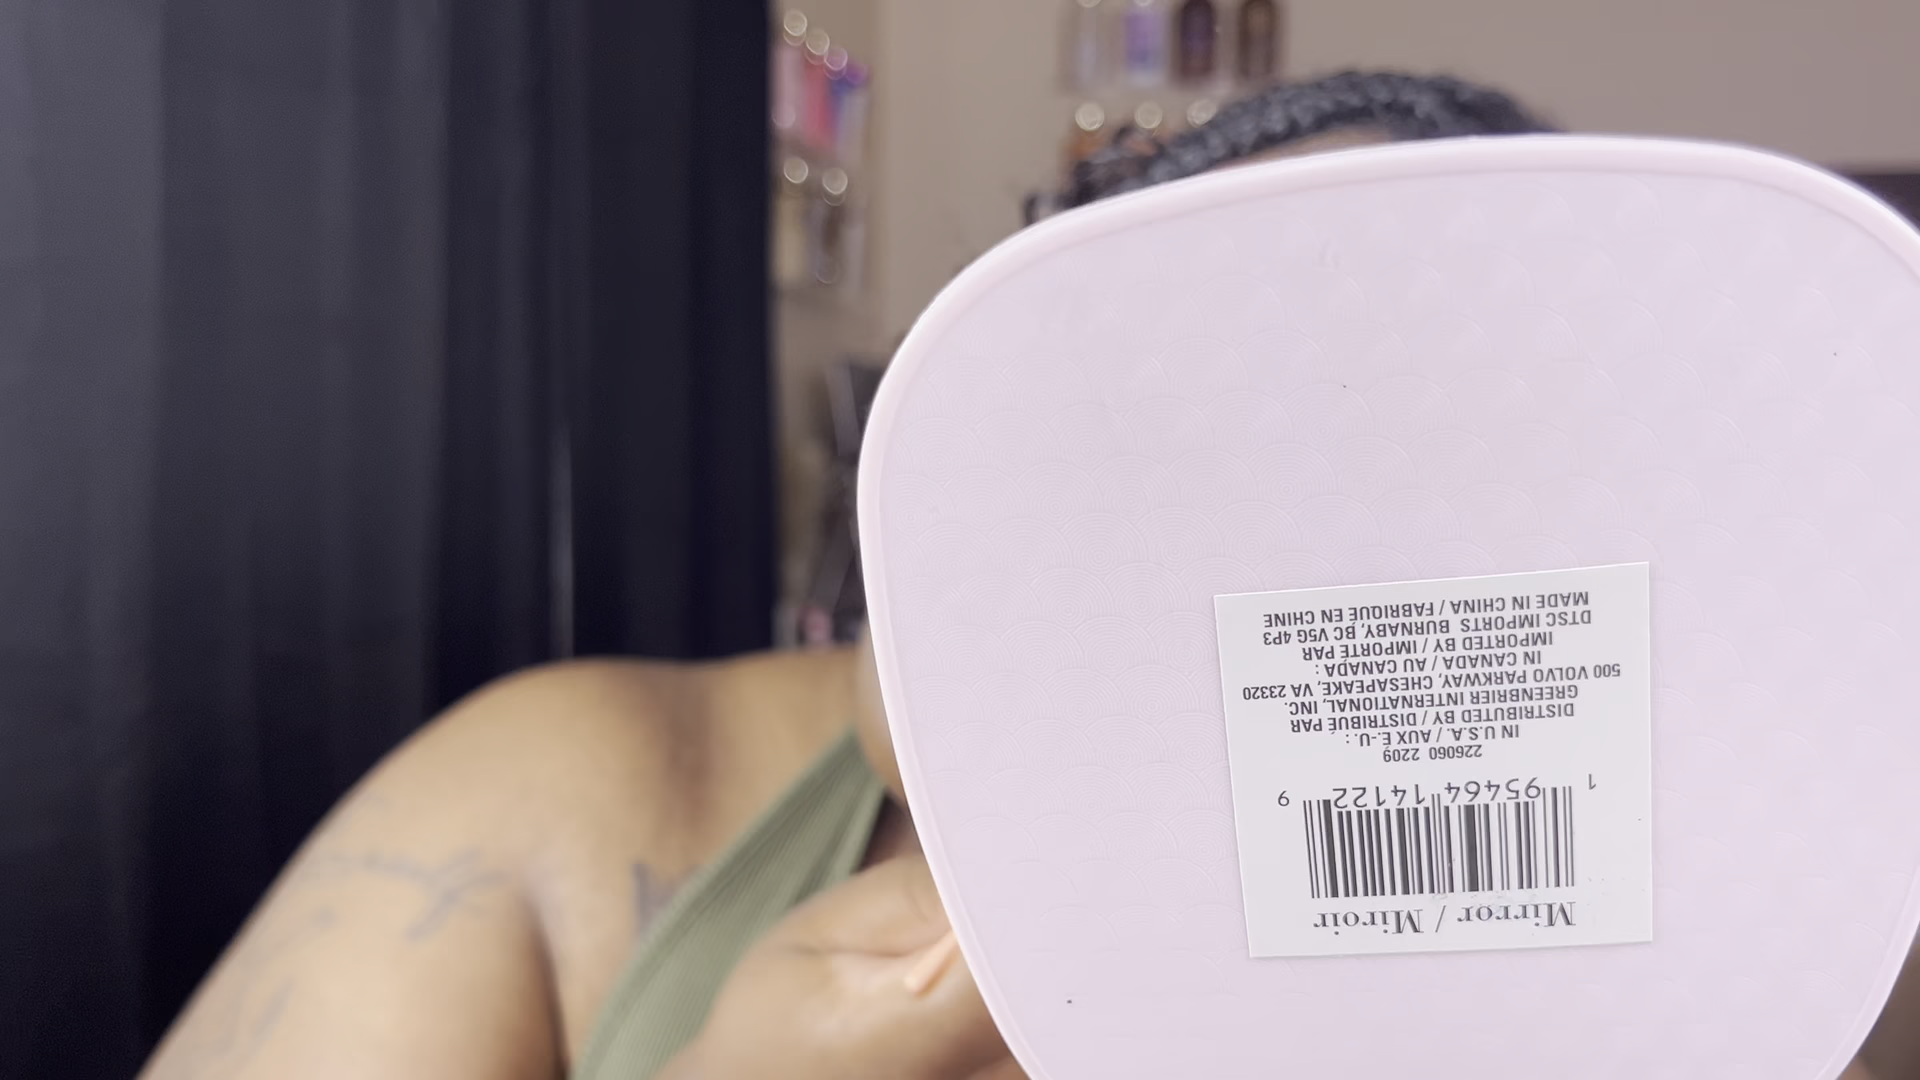 Mirror / Miroir
1 95464 14122 9
226060 2209
IN U.S.A. / AUX É.-U. :
DISTRIBUTED BY / DISTRIBUÉ PAR
GREENBRIER INTERNATIONAL, INC.
500 VOLVO PARKWAY, CHESAPEAKE, VA 23320
IN CANADA / AU CANADA :
IMPORTED BY / IMPORTÉ PAR
DTSC IMPORTS BURNABY, BC V5G 4P3
MADE IN CHINA / FABRIQUÉ EN CHINE